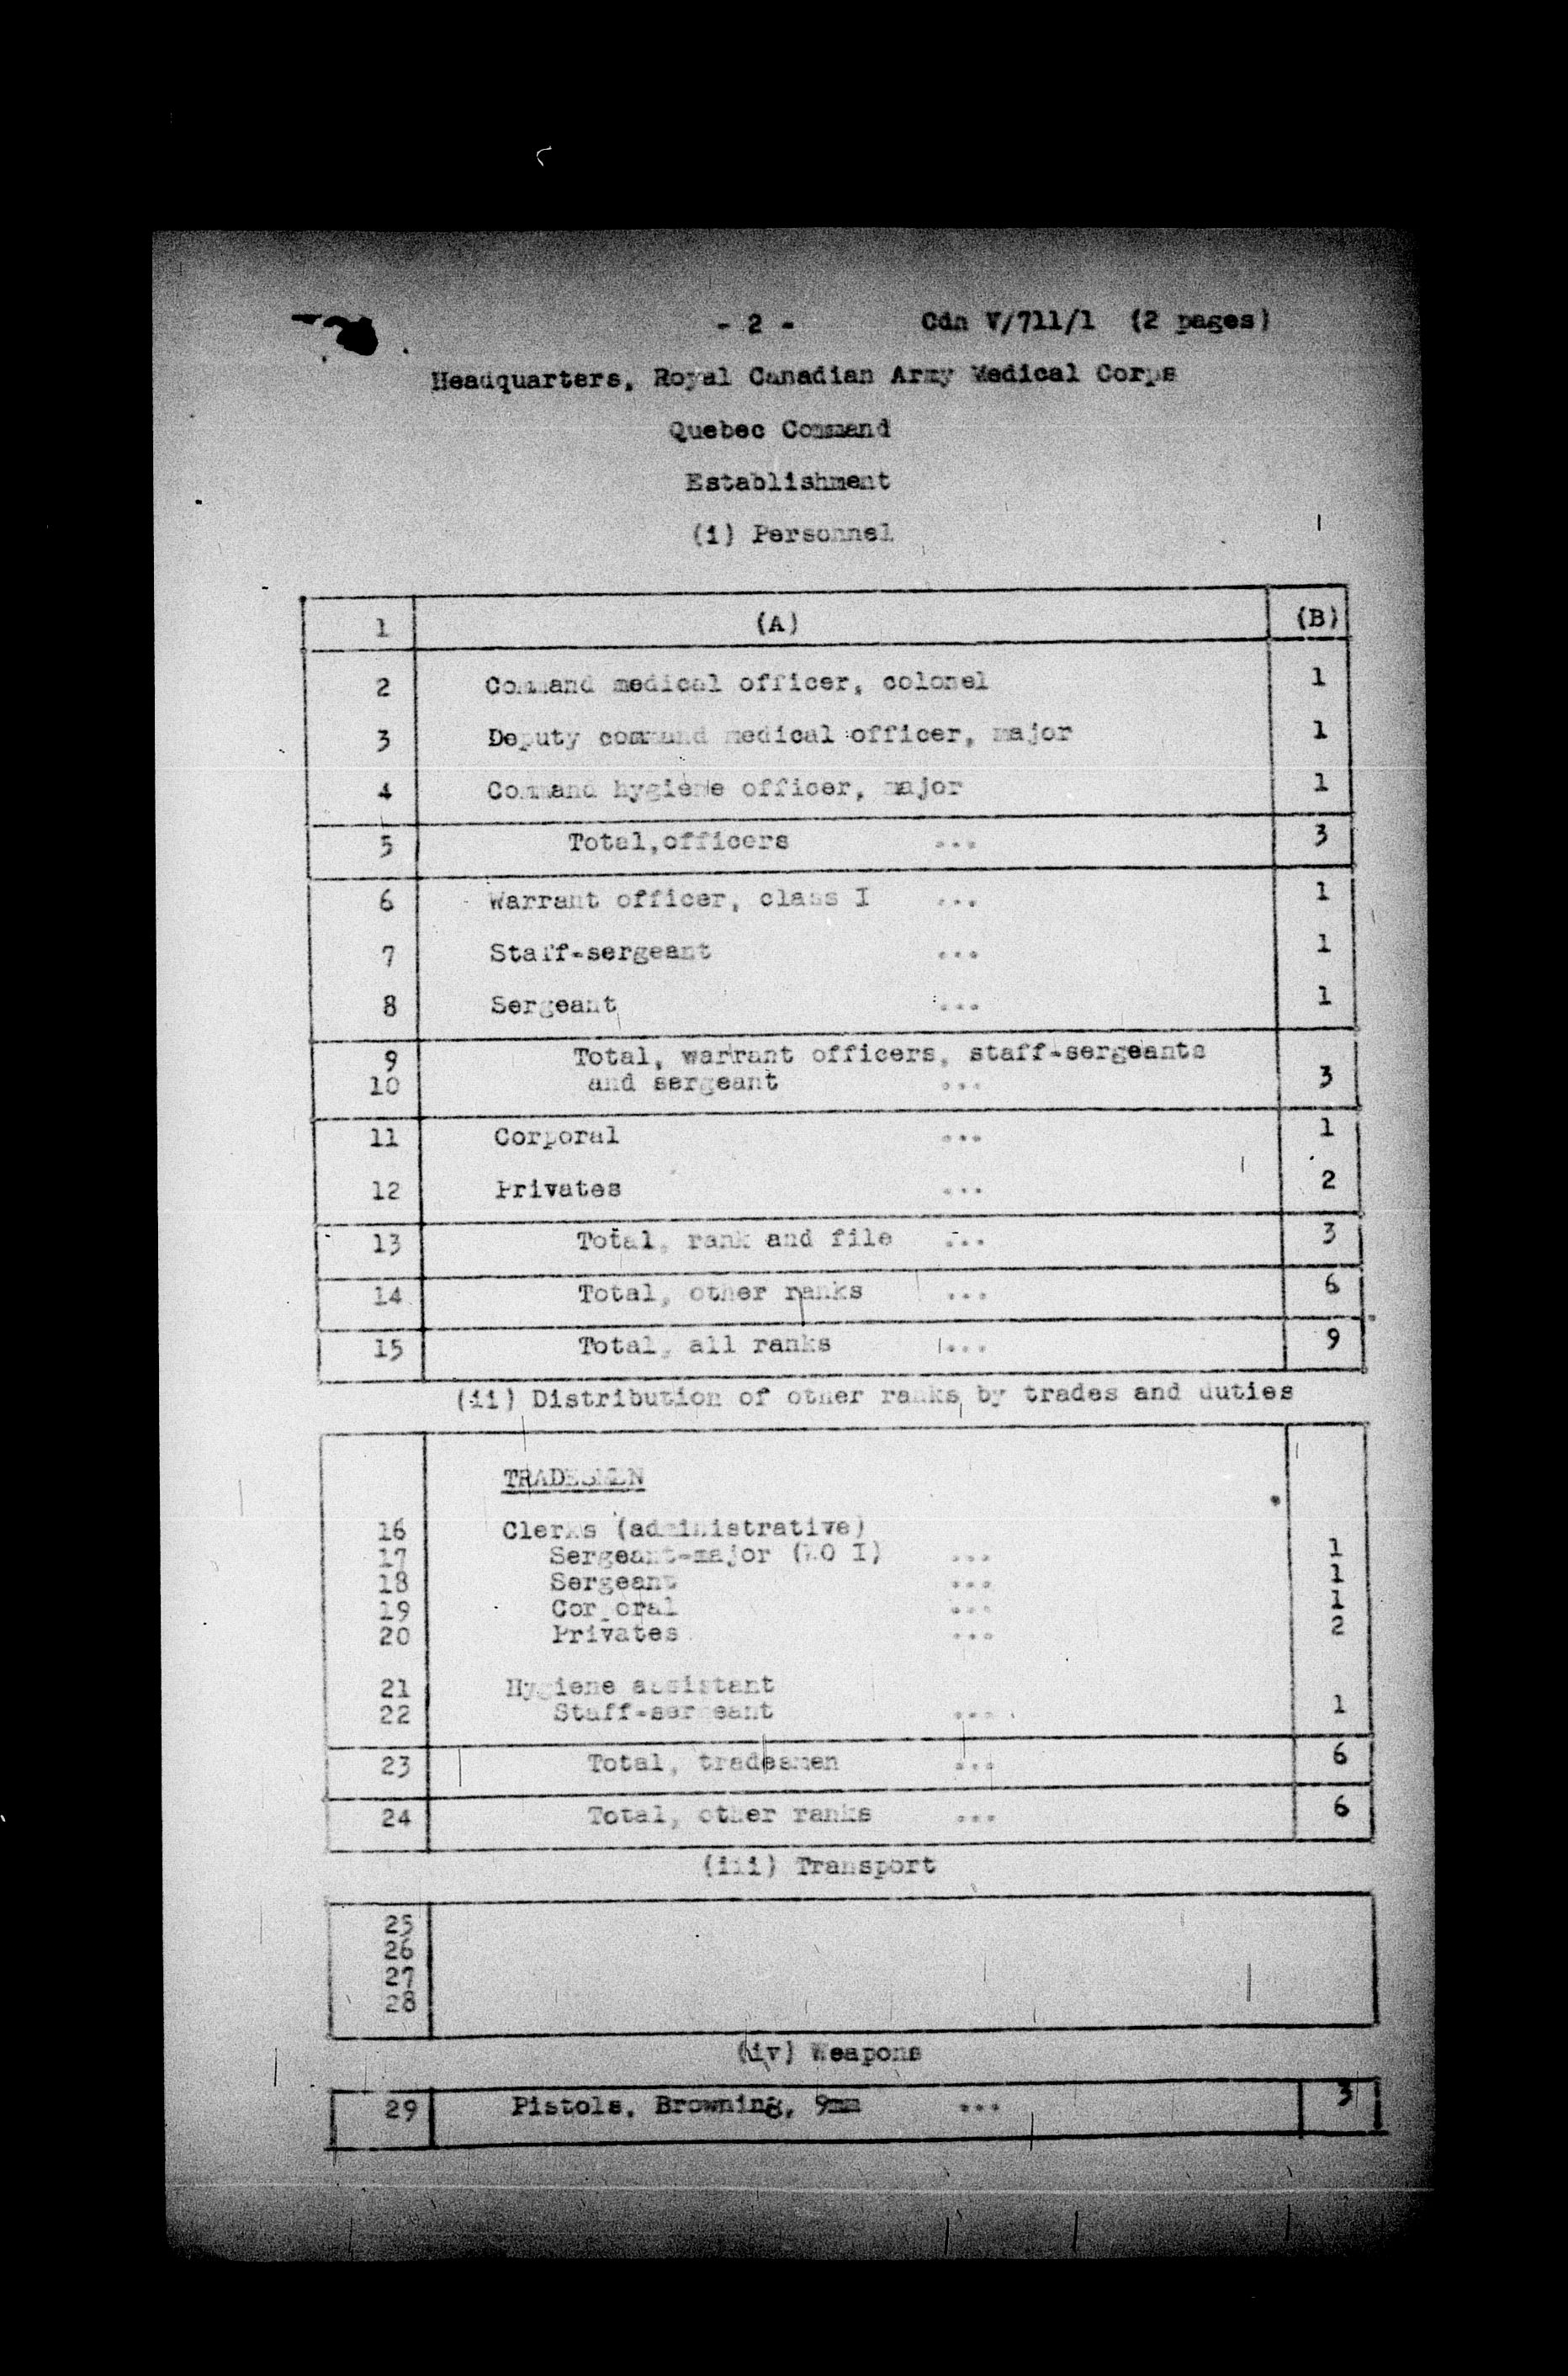 - 2 - Cdn V/711/1 (2 pages)
Headquarters, Royal Canadian Army Medical Corps
Quebec Command
Establishment
(i) Personnel
1 (A) (B)
2 Command medical officer, colonel 1
3 Deputy command medical officer, major 1
4 Command hygiene officer, major 1
5 Total, officers ... 3
6 Warrant officer, class I ... 1
7 Staff-sergeant ... 1
8 Sergeant ... 1
9 Total, warrant officers, staff-sergeants
10 and sergeant ... 3
11 Corporal ... 1
12 Privates ... 2
13 Total, rank and file ... 3
14 Total, other ranks ... 6
15 Total, all ranks ... 9
(ii) Distribution of other ranks by trades and duties
TRADESMEN
16 Clerks (administrative)
17 Sergeant-major (WO I) ... 1
18 Sergeant ... 1
19 Corporal ... 1
20 Privates ... 2
21 Hygiene assistant
22 Staff-sergeant ... 1
23 Total, tradesmen ... 6
24 Total, other ranks ... 6
(iii) Transport
25
26
27
28
(iv) Weapons
29 Pistols, Browning, 9mm ... 3